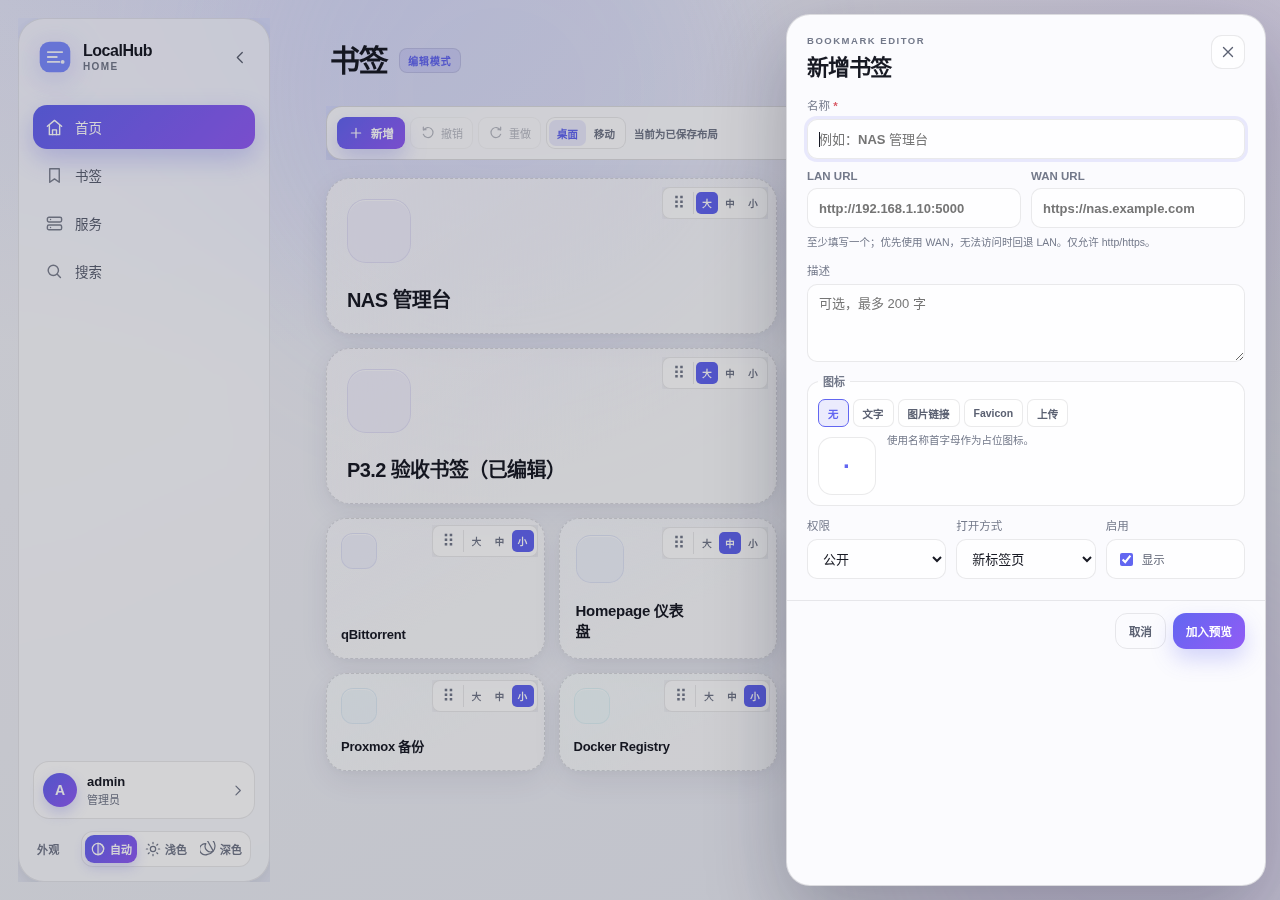 LocalHub
HOME
首页
书签
服务
搜索
A
admin
管理员
外观
自动
浅色
深色
书签
编辑模式
新增
撤销
重做
桌面
移动
当前为已保存布局
大 中 小
NAS 管理台
大 中 小
P3.2 验收书签（已编辑）
大 中 小
qBittorrent
大 中 小
Homepage 仪表
盘
大 中 小
Proxmox 备份
大 中 小
Docker Registry
BOOKMARK EDITOR
新增书签
名称 *
例如：NAS 管理台
LAN URL
WAN URL
http://192.168.1.10:5000
https://nas.example.com
至少填写一个；优先使用 WAN，无法访问时回退 LAN。仅允许 http/https。
描述
可选，最多 200 字
图标
无
文字
图片链接
Favicon
上传
·
使用名称首字母作为占位图标。
权限
打开方式
启用
公开
新标签页
显示
取消
加入预览